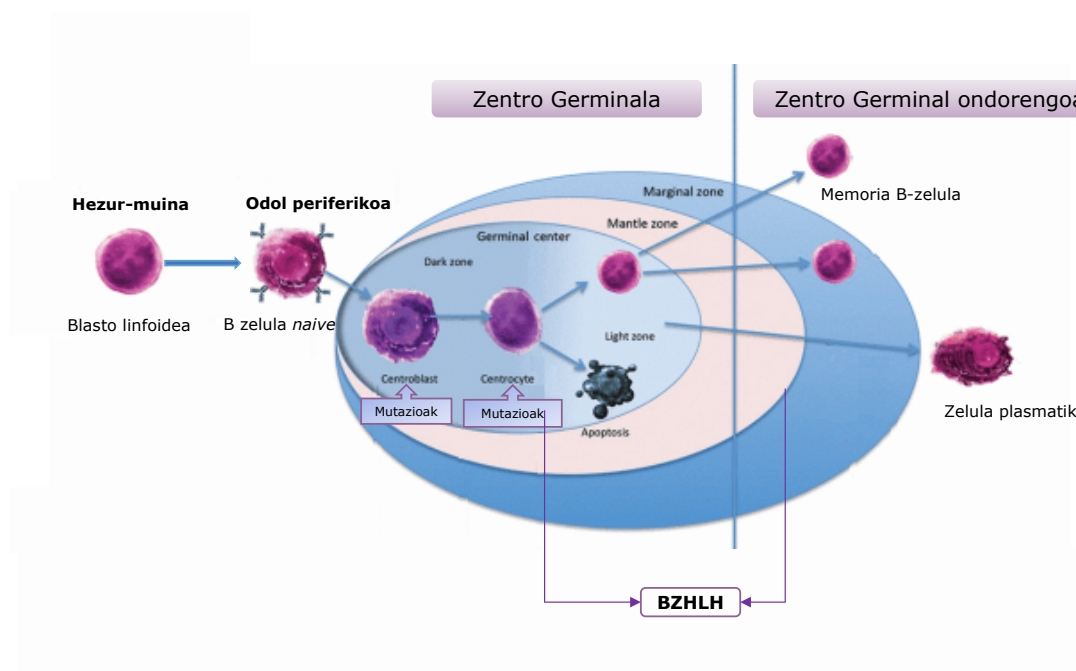 Zentro Germinala
Zentro Germinal ondorengoa
Marginal zone
Memoria B-zelula
Hezur-muina
Odol periferikoa
Mantle zone
Germinal center
Dark zone
Blasto linfoidea
B zelula naive
Light zone
Centroblast
Centrocyte
Mutazioak
Mutazioak
Apoptosis
Zelula plasmatik
BZHLH